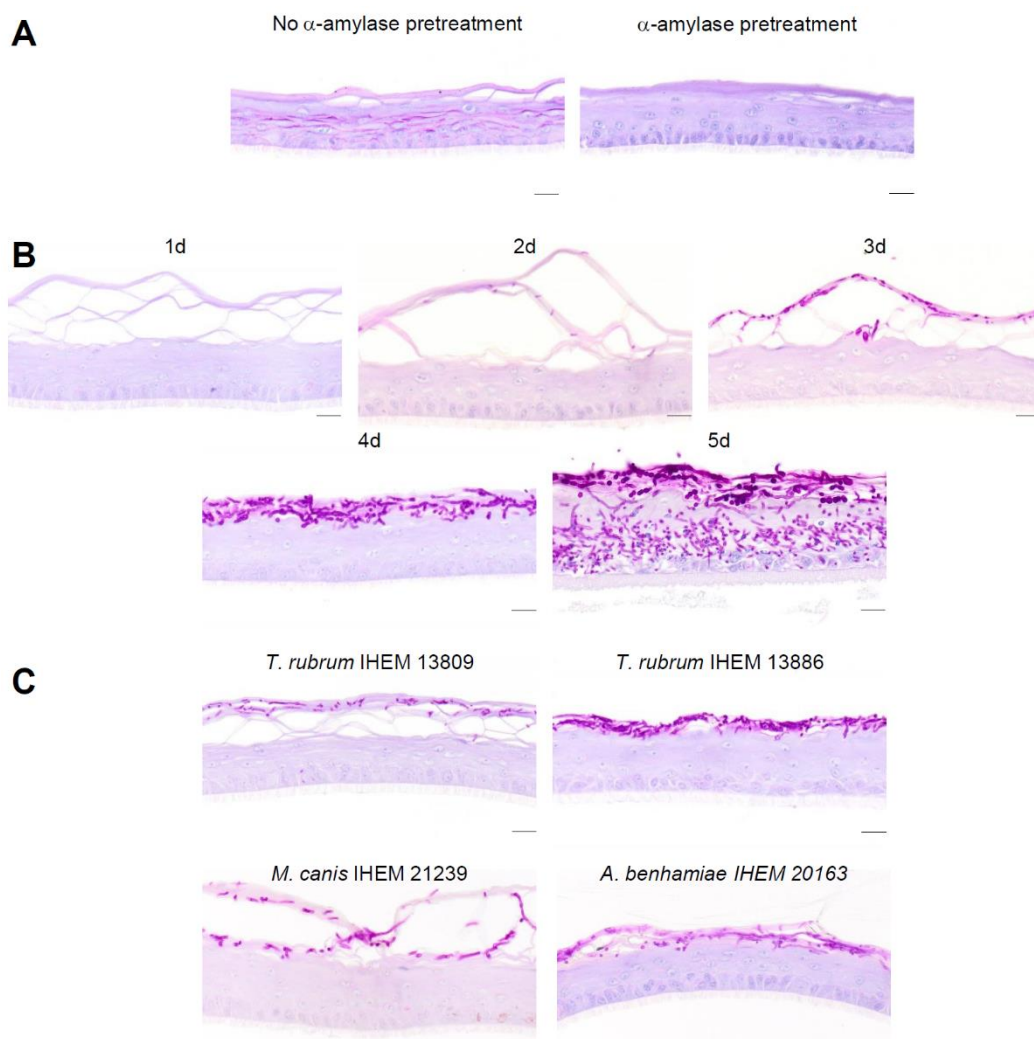 A
No α-amylase pretreatment
α-amylase pretreatment
B
1d
2d
3d
4d
5d
C
T. rubrum IHEM 13809
T. rubrum IHEM 13886
M. canis IHEM 21239
A. benhamiae IHEM 20163